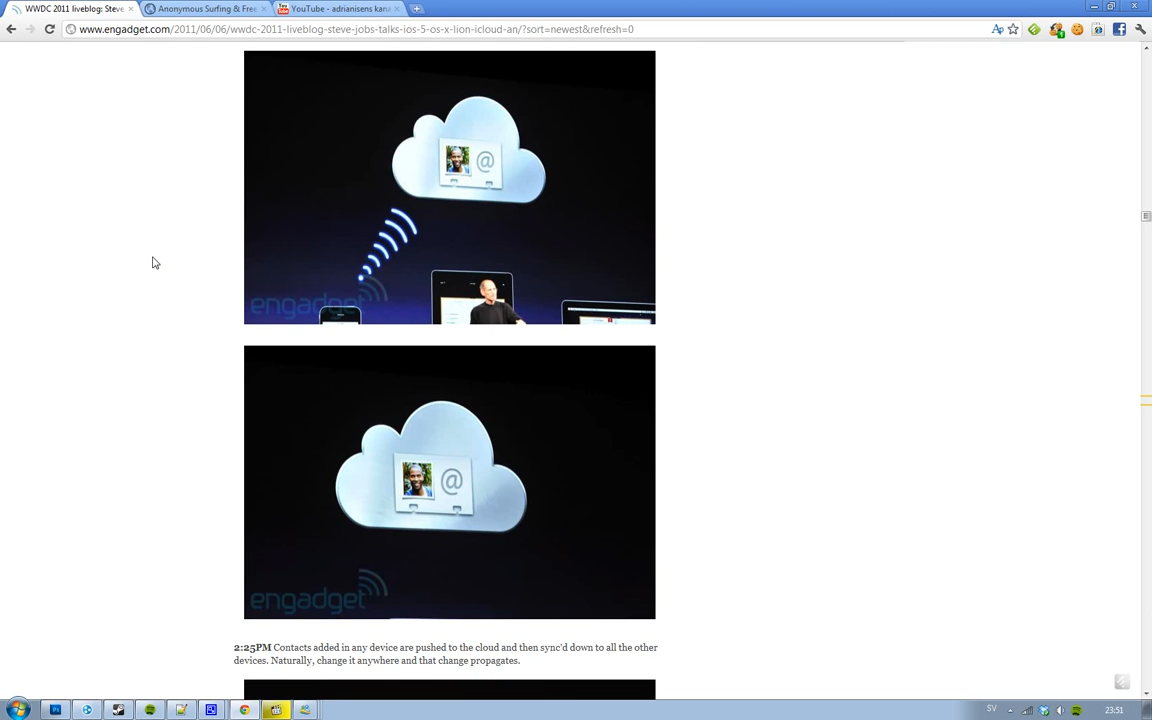 WWDC 2011 liveblog: Steve
Anonymous Surfing & Free
YouTube - adrianisens kana
www.engadget.com/2011/06/06/wwdc-2011-liveblog-steve-jobs-talks-ios-5-os-x-lion-icloud-an/?sort=newest&refresh=0
@
engadget
@
engadget
2:25PM Contacts added in any device are pushed to the cloud and then sync'd down to all the other
devices. Naturally, change it anywhere and that change propagates.
SV
23:51